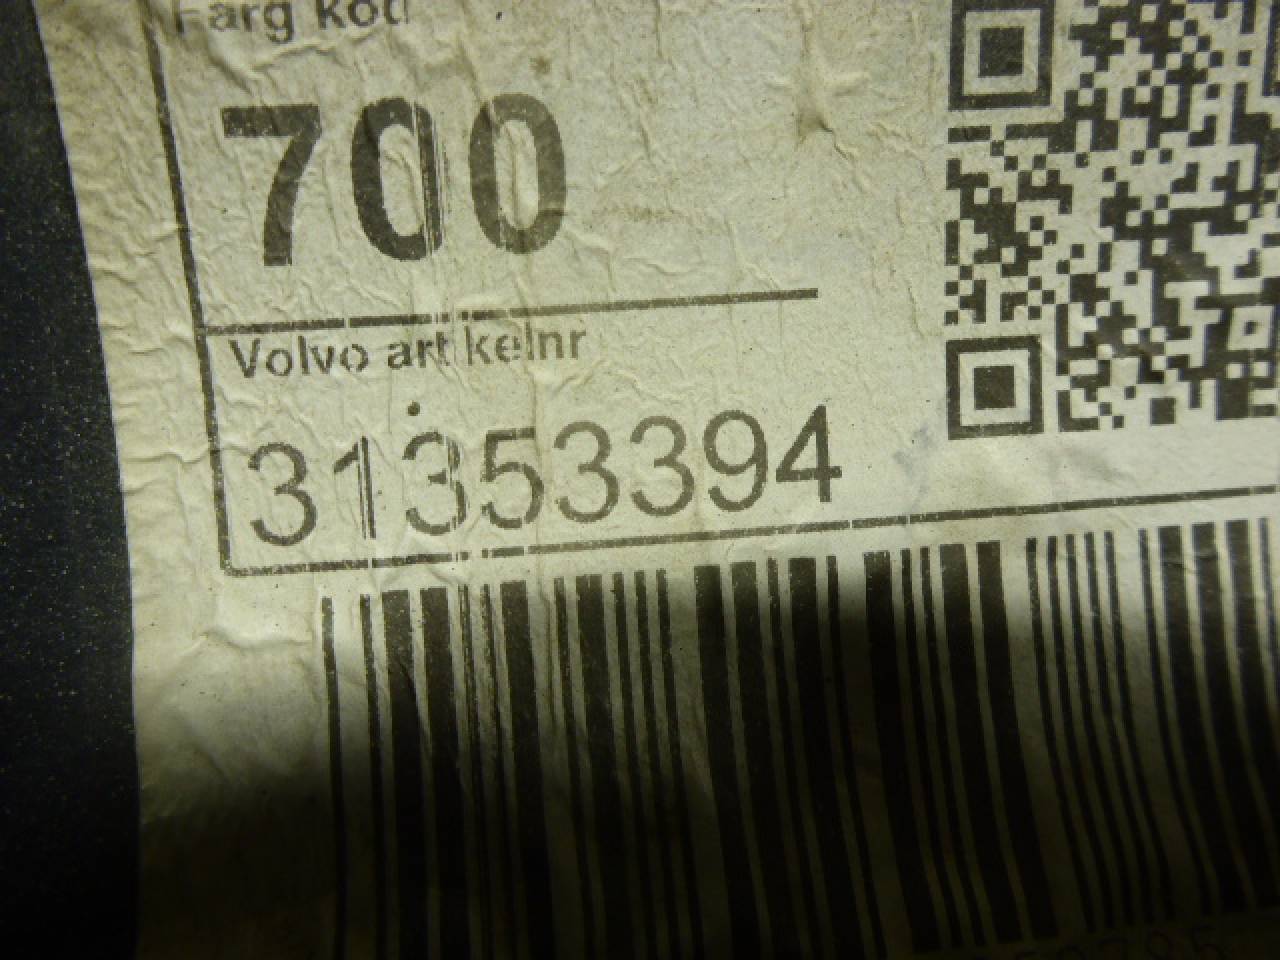 Färg kod
700
Volvo artikelnr
31353394